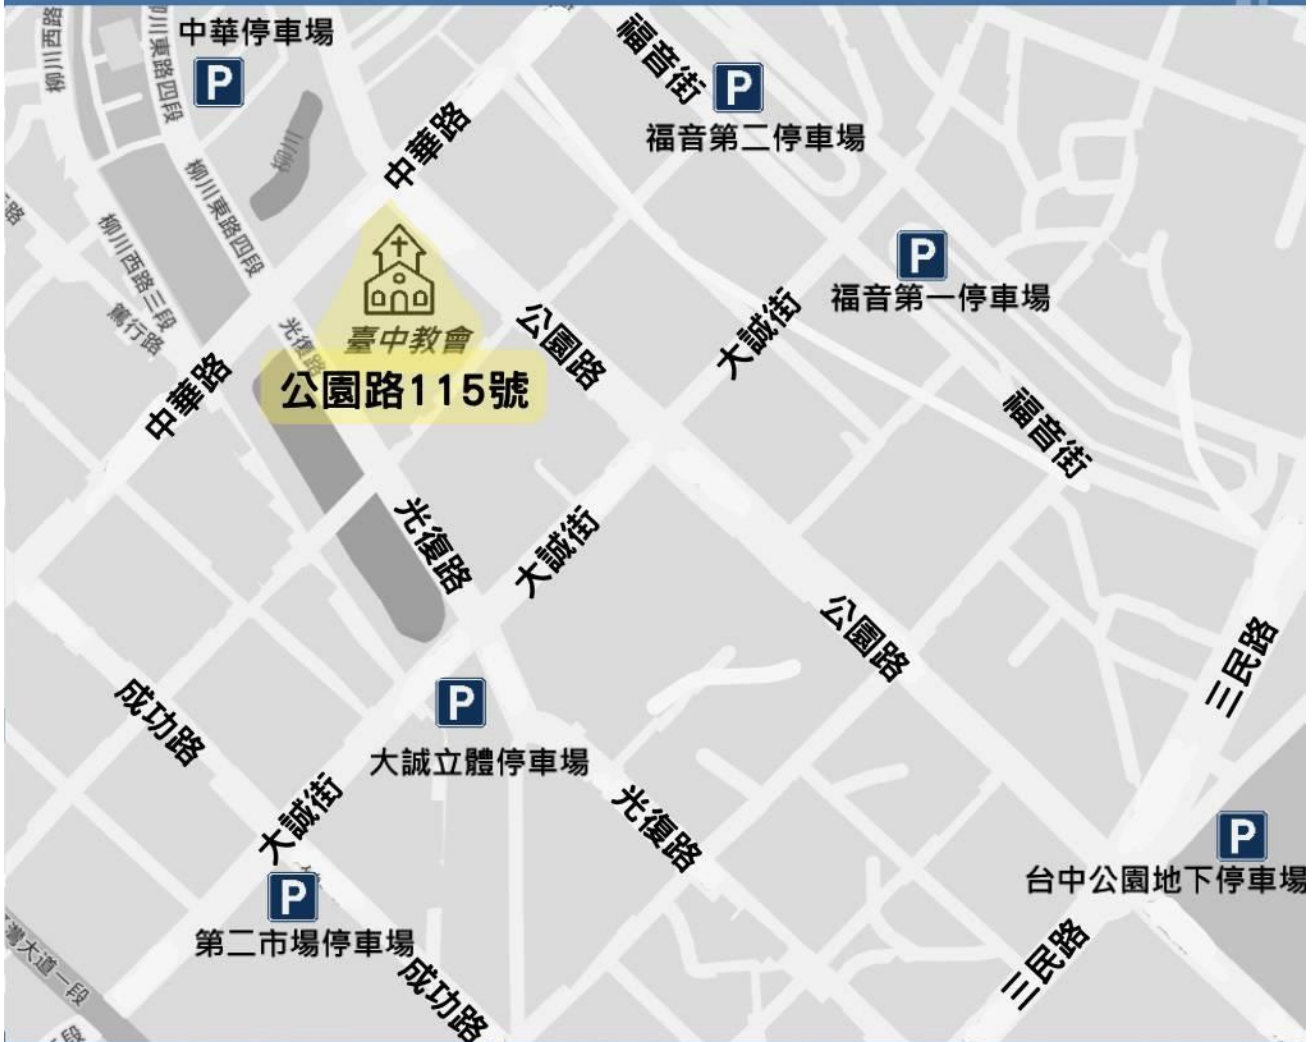 柳川西路
柳川東路四段
中華停車場
P
福音街
P
福音第二停車場
中華路
柳川
柳川東路四段
路
柳川西路三段
篤行路
P
福音第一停車場
臺中教會
公園路115號
光復路
公園路
大誠街
中華路
福音街
光復路
大誠街
公園路
三民路
成功路
P
大誠立體停車場
大誠街
光復路
P
台中公園地下停車場
P
第二市場停車場
灣大道一段
成功路
三民路
段